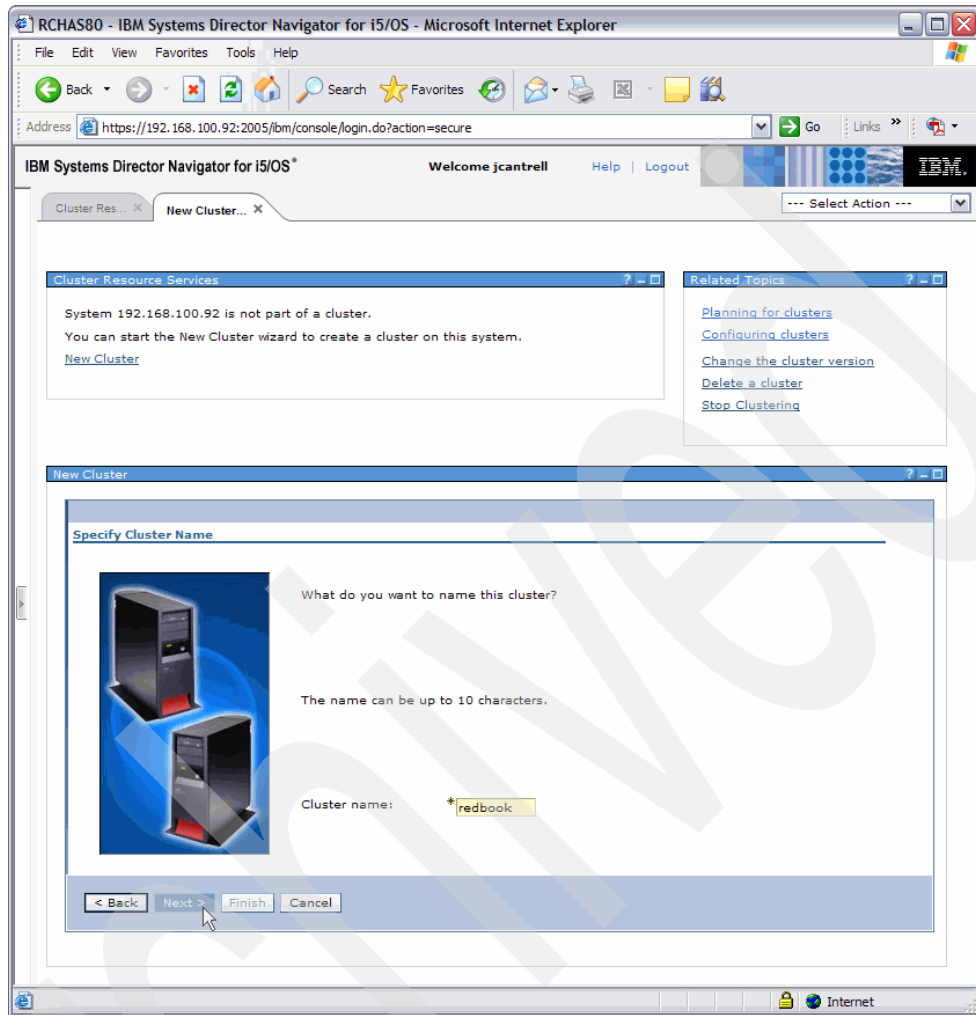 RCHAS80 - IBM Systems Director Navigator for i5/OS - Microsoft Internet Explorer
File Edit View Favorites Tools Help
Back Search Favorites
Address https://192.168.100.92:2005/ibm/console/login.do?action=secure Go Links »
IBM Systems Director Navigator for i5/OS* Welcome jcantrell Help | Logout IBM.
Cluster Res... X New Cluster... X --- Select Action ---
Cluster Resource Services ?
Related Topics ?
System 192.168.100.92 is not part of a cluster.
You can start the New Cluster wizard to create a cluster on this system.
New Cluster
Planning for clusters
Configuring clusters
Change the cluster version
Delete a cluster
Stop Clustering
New Cluster ?
Specify Cluster Name
What do you want to name this cluster?
The name can be up to 10 characters.
Cluster name: *redbook
< Back Next > Finish Cancel
Internet